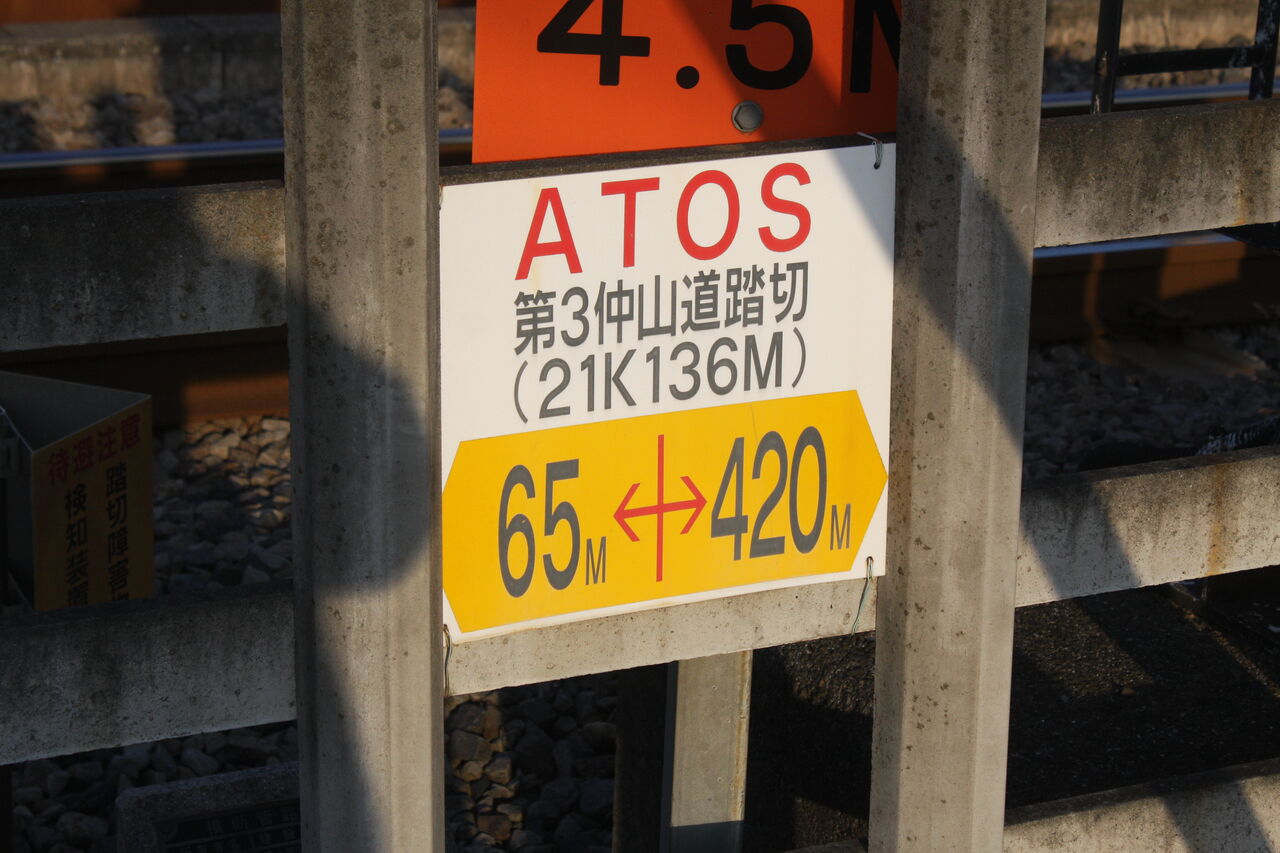 4.5
ATOS
第3仲山道踏切
(21K136M)
65M ↔ 420M
待避注意
踏切障害
検知装置